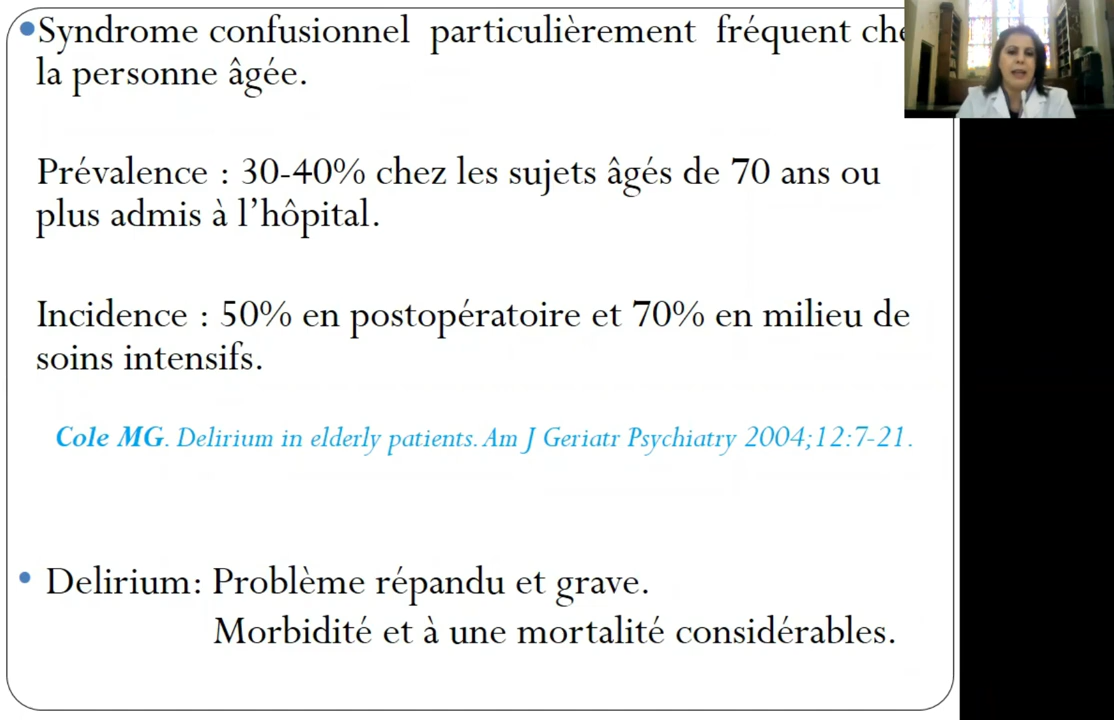 •Syndrome confusionnel particulièrement fréquent che
la personne âgée.
Prévalence : 30-40% chez les sujets âgés de 70 ans ou
plus admis à l’hôpital.
Incidence : 50% en postopératoire et 70% en milieu de
soins intensifs.
Cole MG. Delirium in elderly patients. Am J Geriatr Psychiatry 2004;12:7-21.
• Delirium: Problème répandu et grave.
Morbidité et à une mortalité considérables.